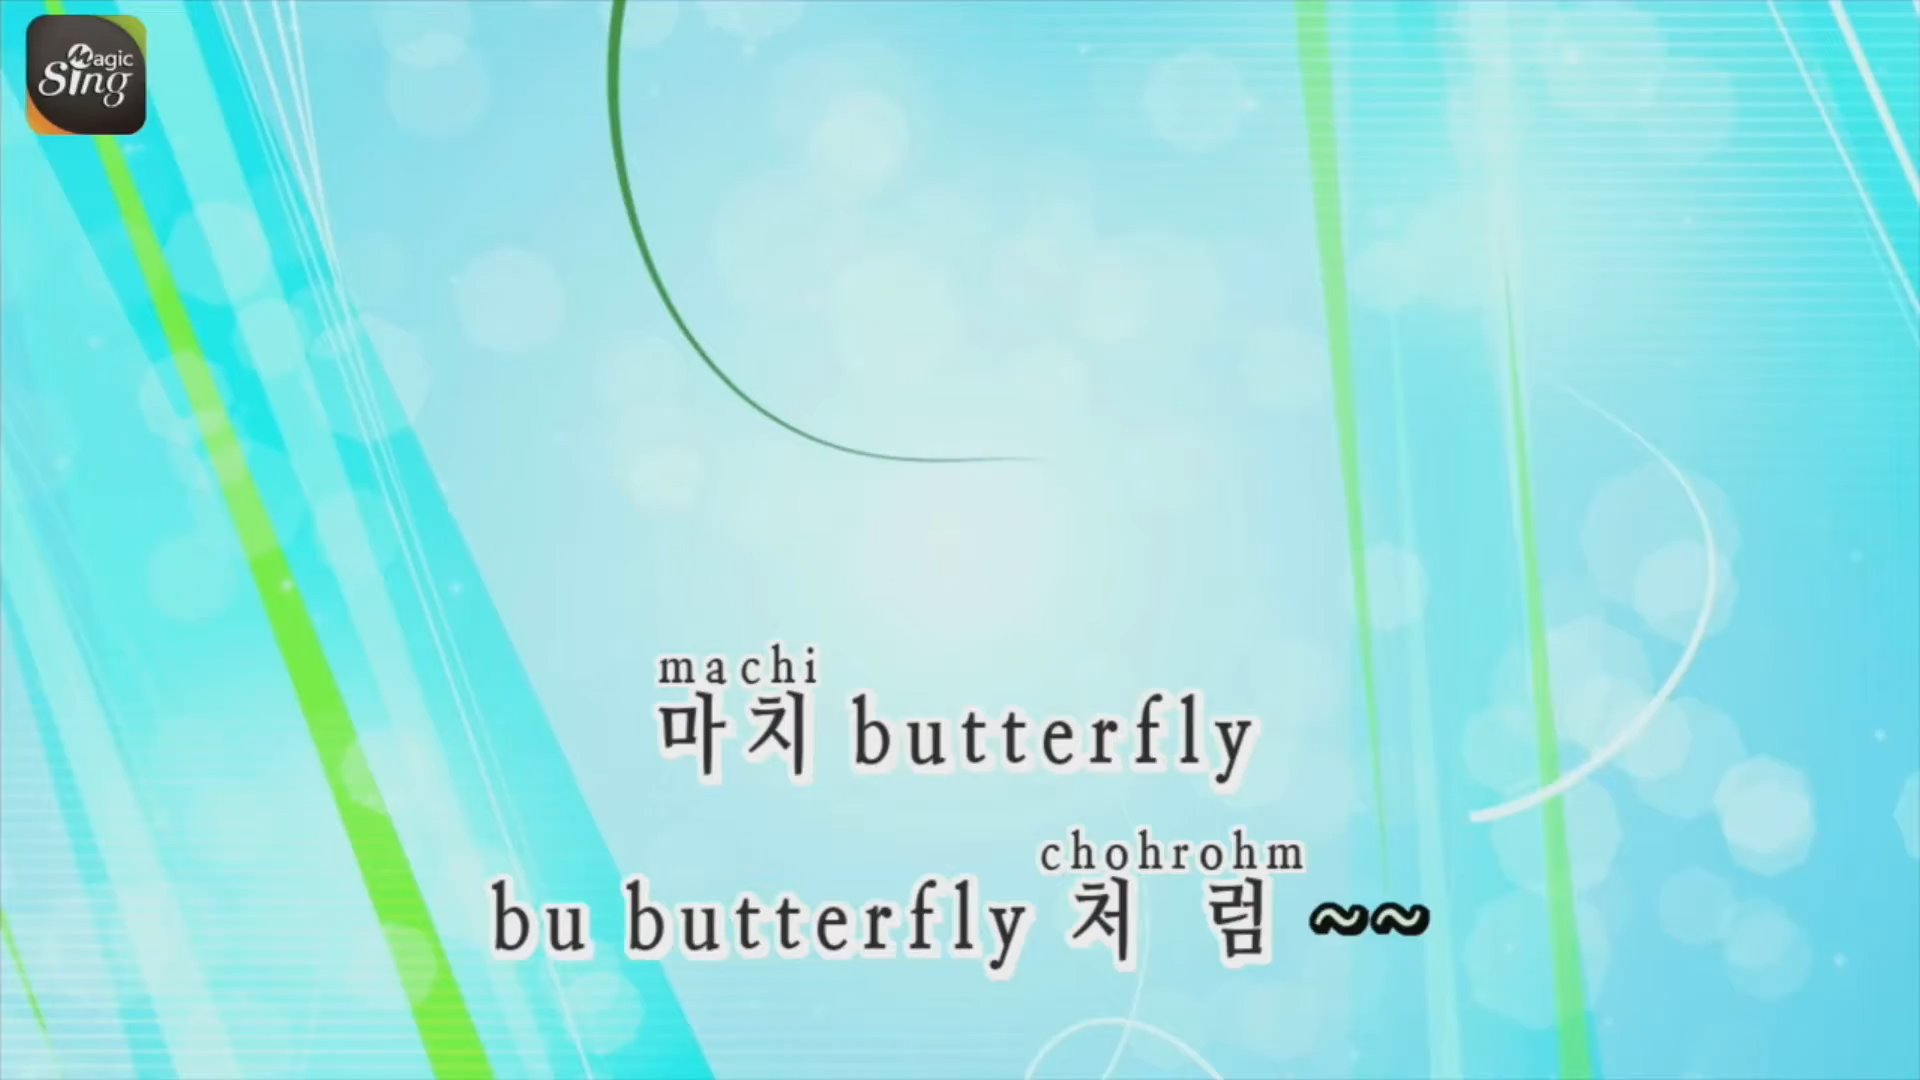 Magic
Sing
machi
마치 butterfly
chohrohm
bu butterfly 처 럼 ~~